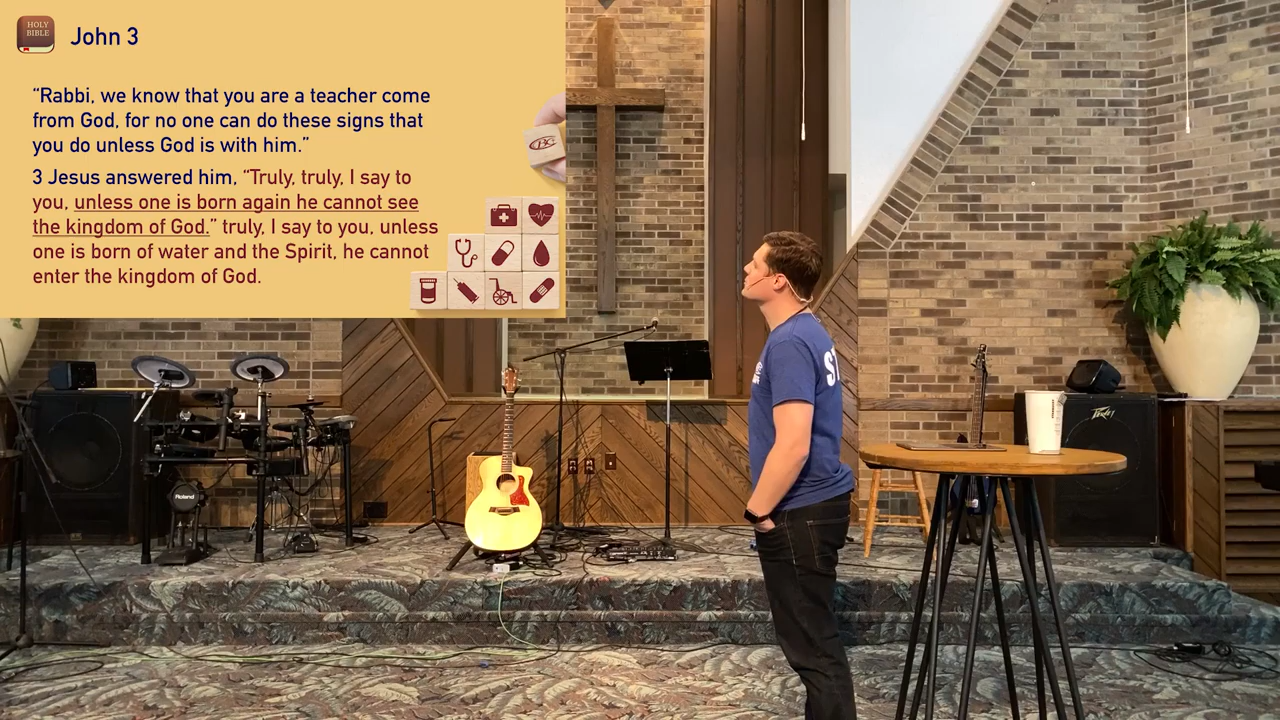 HOLY
BIBLE
John 3
“Rabbi, we know that you are a teacher come
from God, for no one can do these signs that
you do unless God is with him.”
3 Jesus answered him, “Truly, truly, I say to
you, unless one is born again he cannot see
the kingdom of God.” truly, I say to you, unless
one is born of water and the Spirit, he cannot
enter the kingdom of God.
Peavey
Roland